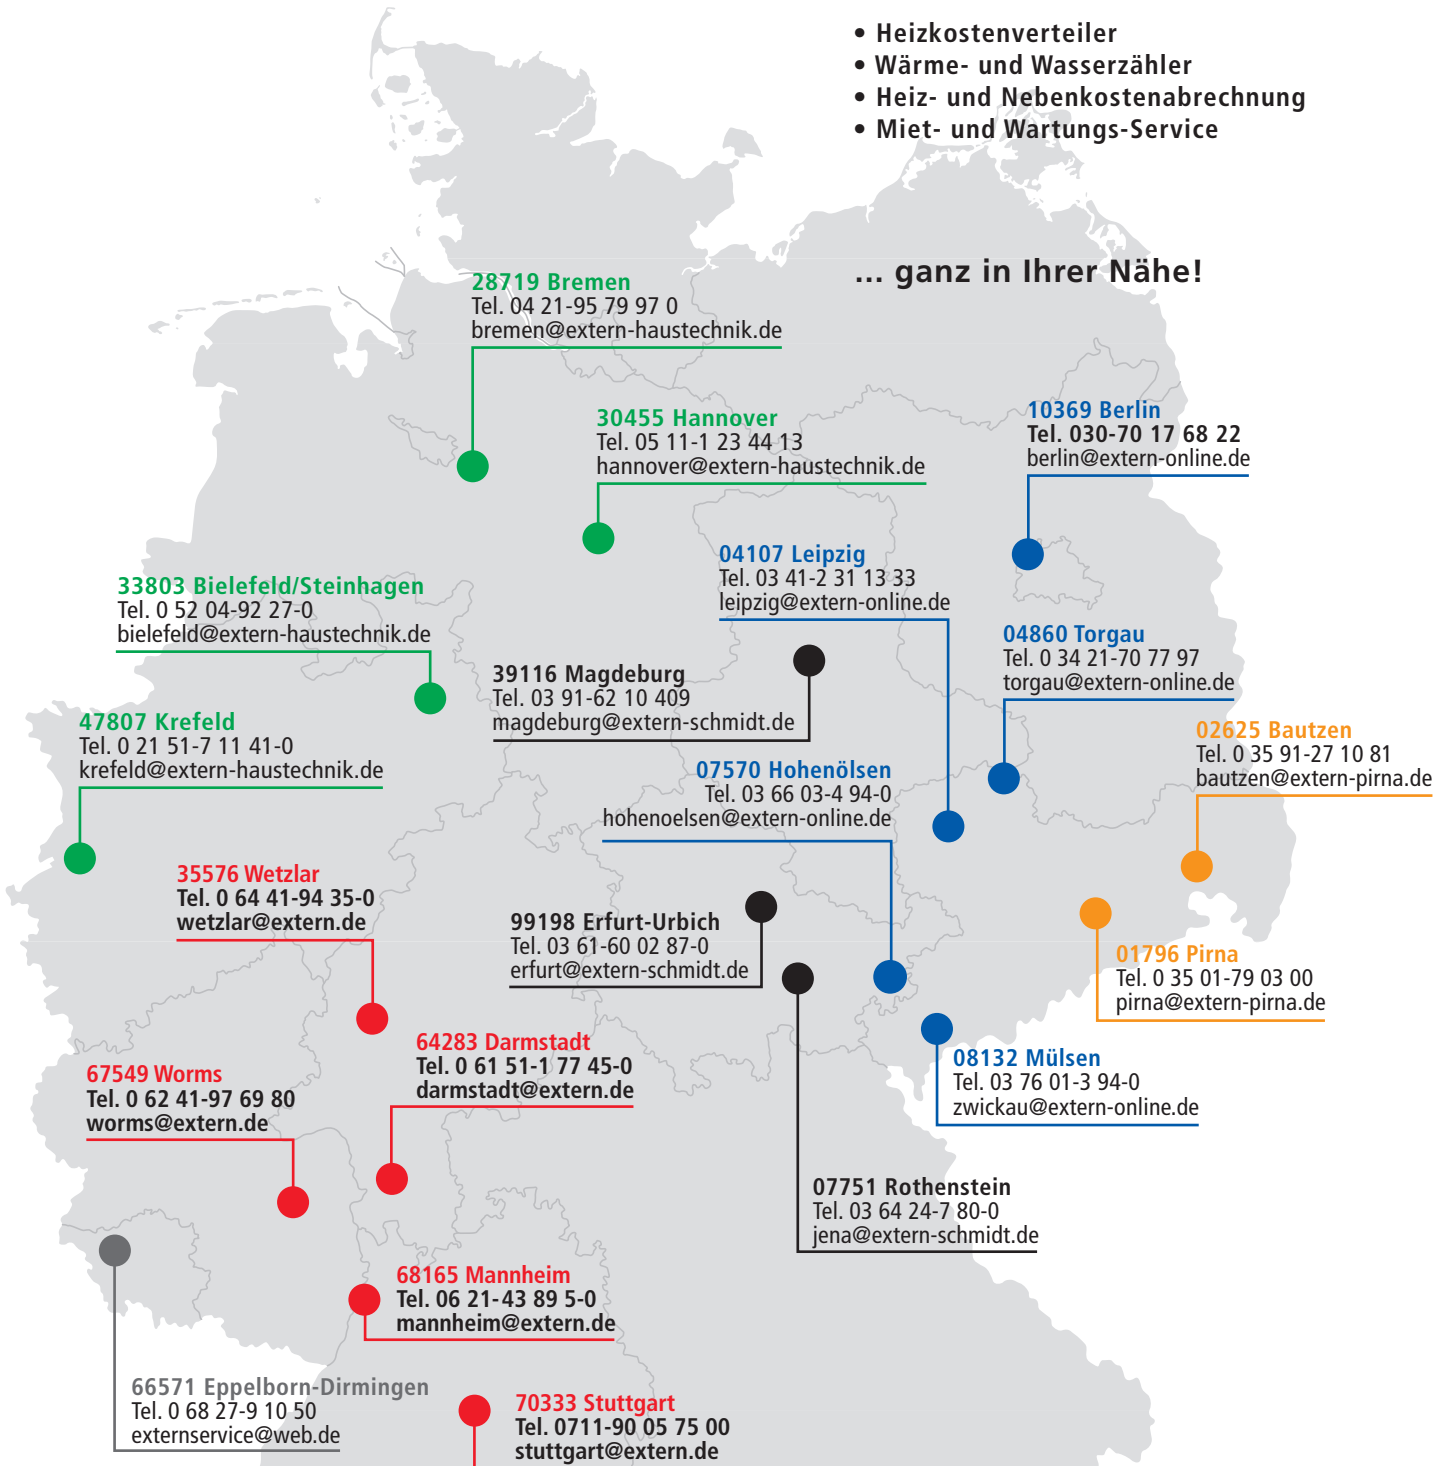 • Heizkostenverteiler
• Wärme- und Wasserzähler
• Heiz- und Nebenkostenabrechnung
• Miet- und Wartungs-Service
... ganz in Ihrer Nähe!
28719 Bremen
Tel. 04 21-95 79 97 0
bremen@extern-haustechnik.de
30455 Hannover
Tel. 05 11-1 23 44 13
hannover@extern-haustechnik.de
10369 Berlin
Tel. 030-70 17 68 22
berlin@extern-online.de
04107 Leipzig
Tel. 03 41-2 31 13 33
leipzig@extern-online.de
33803 Bielefeld/Steinhagen
Tel. 0 52 04-92 27-0
bielefeld@extern-haustechnik.de
04860 Torgau
Tel. 0 34 21-70 77 97
torgau@extern-online.de
39116 Magdeburg
Tel. 03 91-62 10 409
magdeburg@extern-schmidt.de
47807 Krefeld
Tel. 0 21 51-7 11 41-0
krefeld@extern-haustechnik.de
02625 Bautzen
Tel. 0 35 91-27 10 81
bautzen@extern-pirna.de
07570 Hohenölsen
Tel. 03 66 03-4 94-0
hohenoelsen@extern-online.de
35576 Wetzlar
Tel. 0 64 41-94 35-0
wetzlar@extern.de
99198 Erfurt-Urbich
Tel. 03 61-60 02 87-0
erfurt@extern-schmidt.de
01796 Pirna
Tel. 0 35 01-79 03 00
pirna@extern-pirna.de
64283 Darmstadt
Tel. 0 61 51-1 77 45-0
darmstadt@extern.de
08132 Mülsen
Tel. 03 76 01-3 94-0
zwickau@extern-online.de
67549 Worms
Tel. 0 62 41-97 69 80
worms@extern.de
07751 Rothenstein
Tel. 03 64 24-7 80-0
jena@extern-schmidt.de
68165 Mannheim
Tel. 06 21-43 89 5-0
mannheim@extern.de
66571 Eppelborn-Dirmingen
Tel. 0 68 27-9 10 50
externservice@web.de
70333 Stuttgart
Tel. 0711-90 05 75 00
stuttgart@extern.de